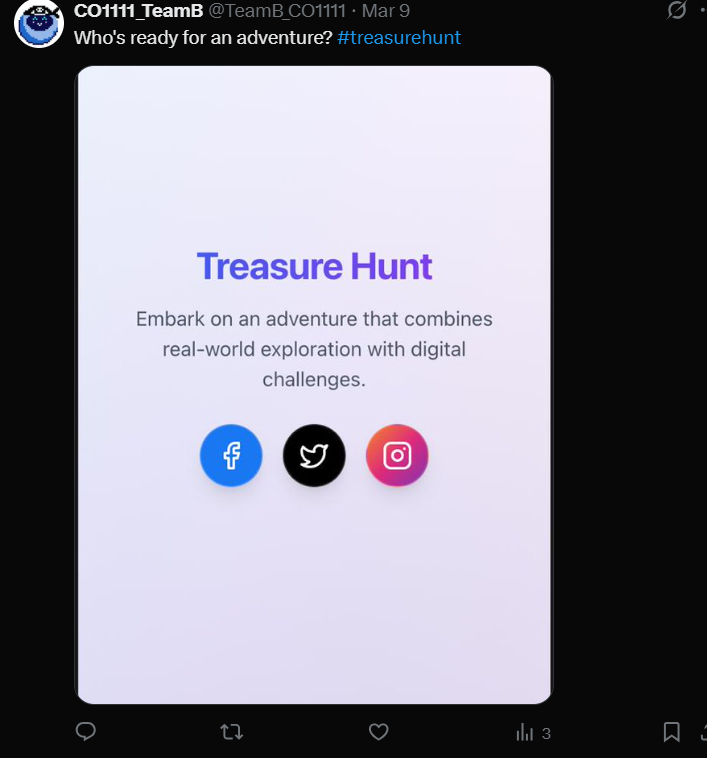 CO1111_TeamB @TeamB_CO1111 · Mar 9
Who's ready for an adventure? #treasurehunt
Treasure Hunt
Embark on an adventure that combines
real-world exploration with digital
challenges.
3